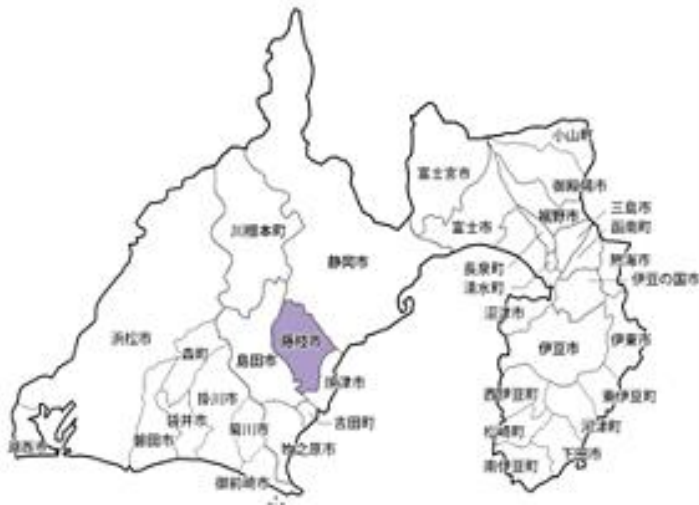 小山町
富士宮市
御殿場市
裾野市
三島市
函南町
富士市
川根本町
静岡市
長泉町
清水町
熱海市
伊豆の国市
沼津市
浜松市
森町
島田市
藤枝市
焼津市
伊豆市
伊東市
掛川市
袋井市
磐田市
菊川市
吉田町
牧之原市
御前崎市
湖西市
西伊豆町
東伊豆町
松崎町
河津町
南伊豆町
下田市